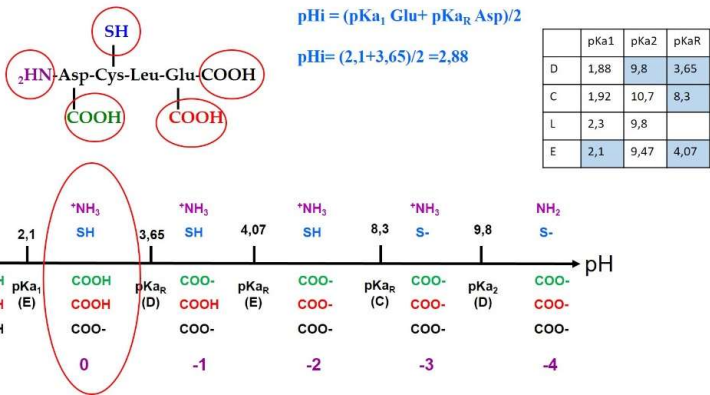 pHi = (pKa₁ Glu+ pKaR Asp)/2
pHi= (2,1+3,65)/2 =2,88
SH
₂HN-Asp-Cys-Leu-Glu-COOH
COOH COOH
pKa1 pKa2 pKaR
D 1,88 9,8 3,65
C 1,92 10,7 8,3
L 2,3 9,8
E 2,1 9,47 4,07
⁺NH₃ ⁺NH₃ ⁺NH₃ ⁺NH₃ NH₂
SH SH SH S- S-
2,1 3,65 4,07 8,3 9,8
pH
COOH COO- COO- COO- COO-
pKa₁ pKaR pKaR pKaR pKa₂
(E) (D) (E) (C) (D)
COOH COOH COO- COO- COO-
COO- COO- COO- COO- COO-
0 -1 -2 -3 -4